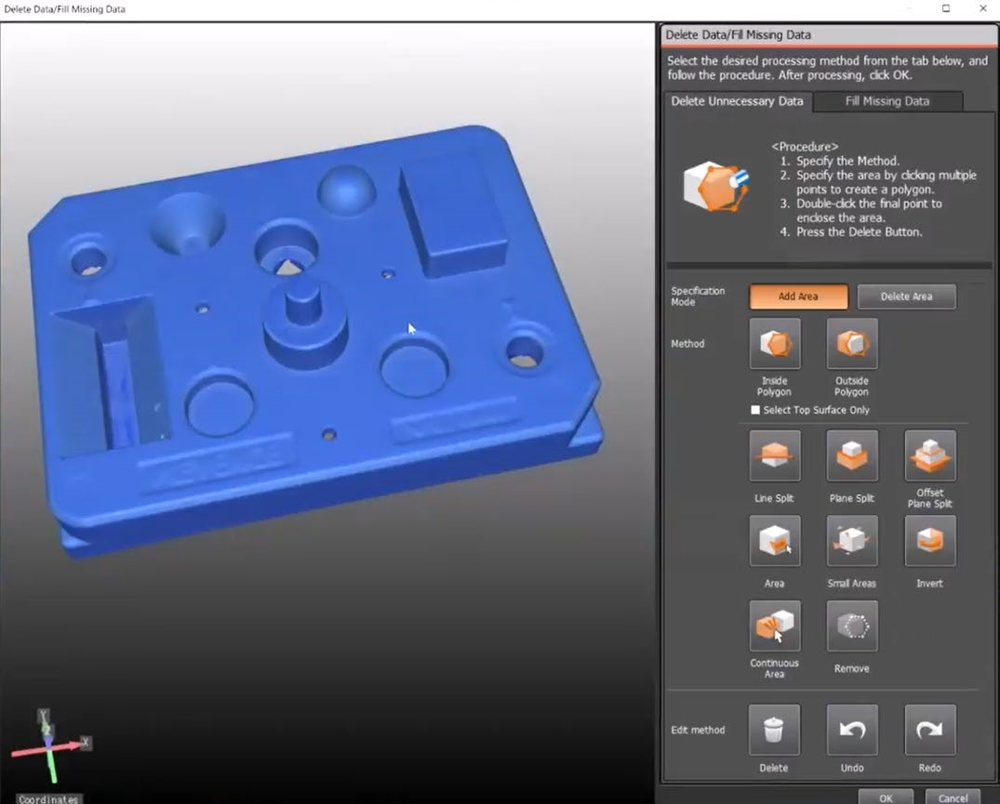 Delete Data/Fill Missing Data
Delete Data/Fill Missing Data
Select the desired processing method from the tab below, and
follow the procedure. After processing, click OK.
Delete Unnecessary Data
Fill Missing Data
<Procedure>
1. Specify the Method.
2. Specify the area by clicking multiple
points to create a polygon.
3. Double-click the final point to
enclose the area.
4. Press the Delete Button.
Specification
Mode
Add Area
Delete Area
Method
Inside
Polygon
Outside
Polygon
Select Top Surface Only
Line Split
Plane Split
Offset
Plane Split
Area
Small Areas
Invert
Continuous
Area
Remove
Edit method
Delete
Undo
Redo
OK
Cancel
Y
X
Coordinates